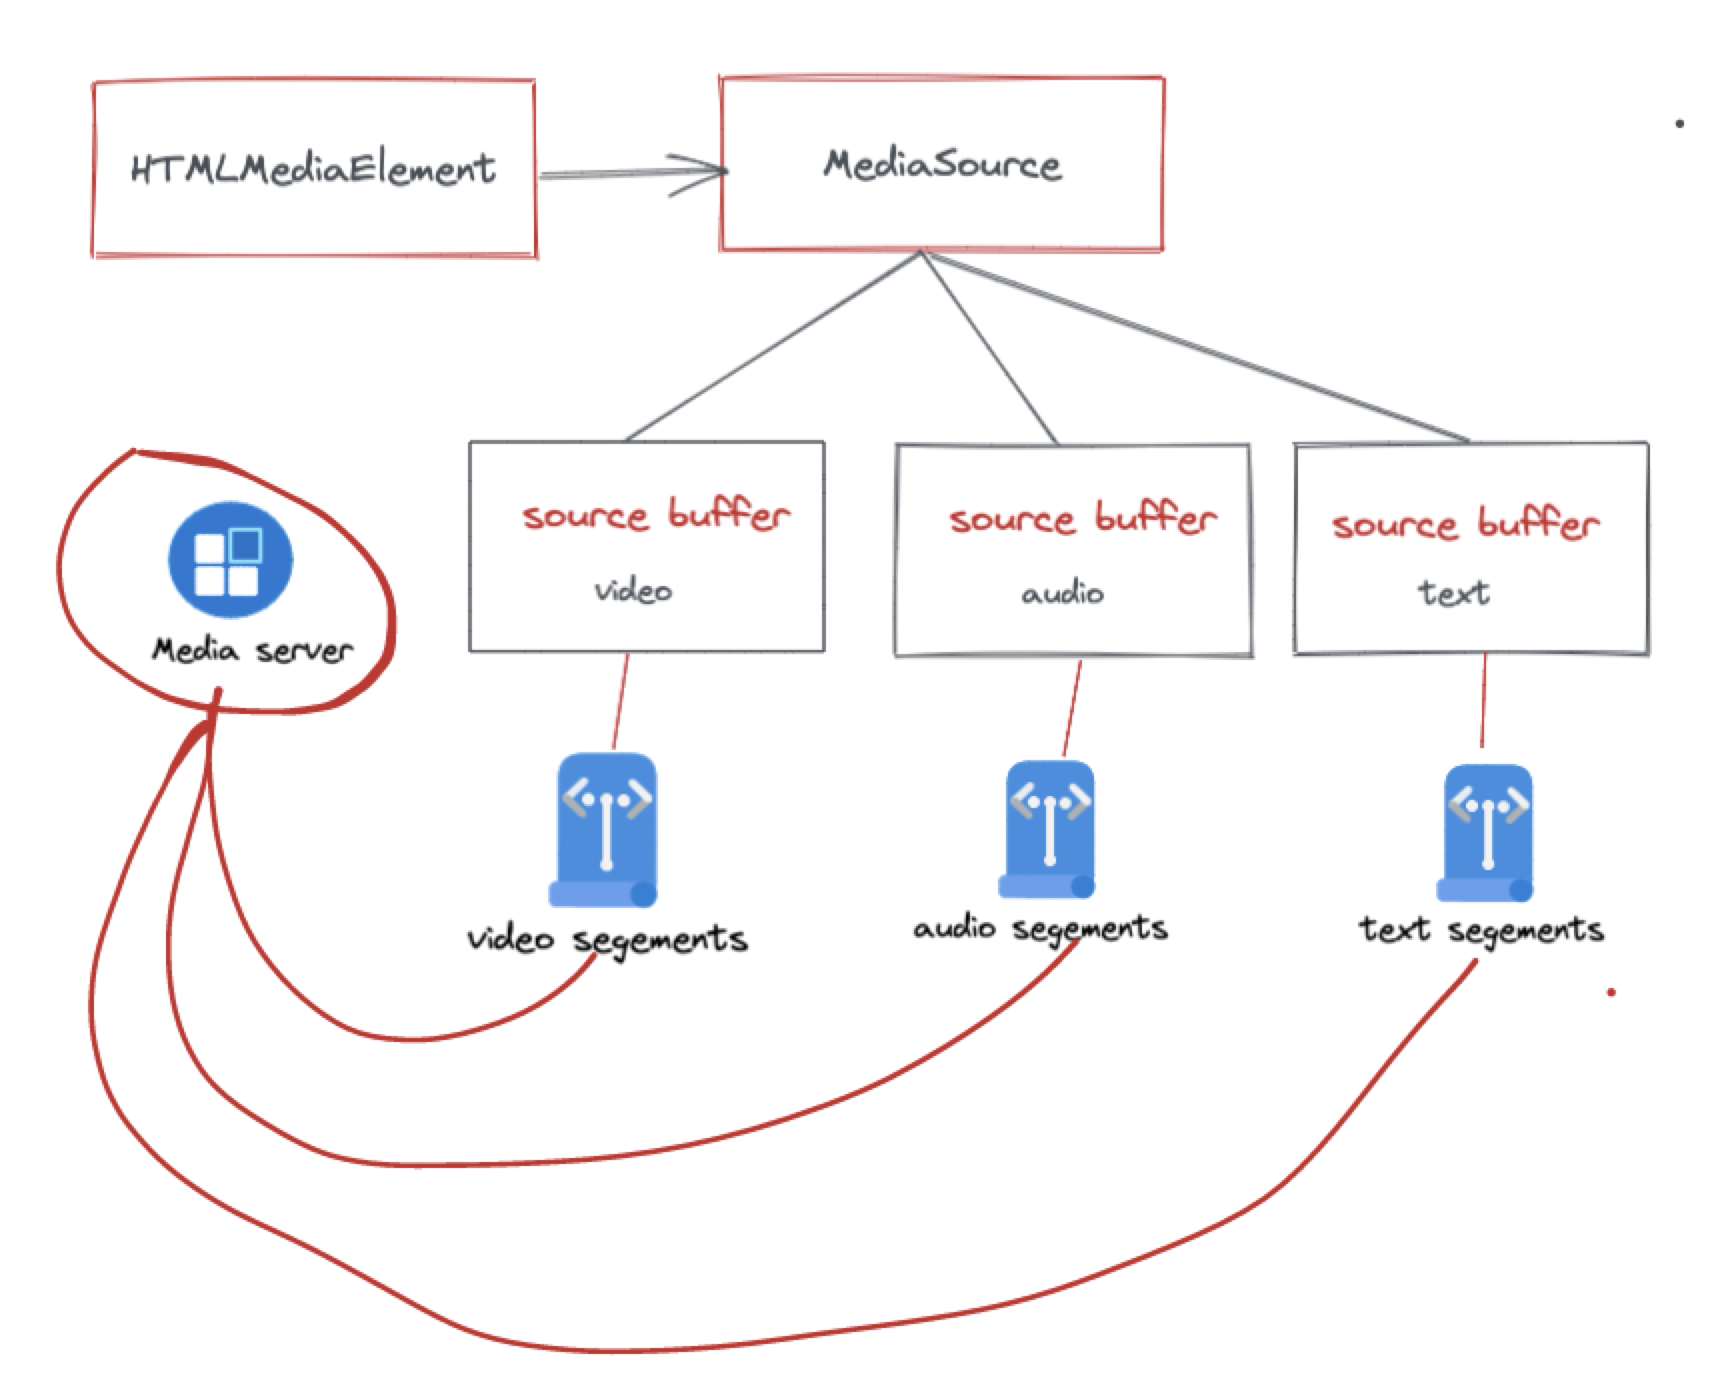 HTMLMediaElement
MediaSource
source buffer
video
source buffer
audio
source buffer
text
Media server
video segements
audio segements
text segements